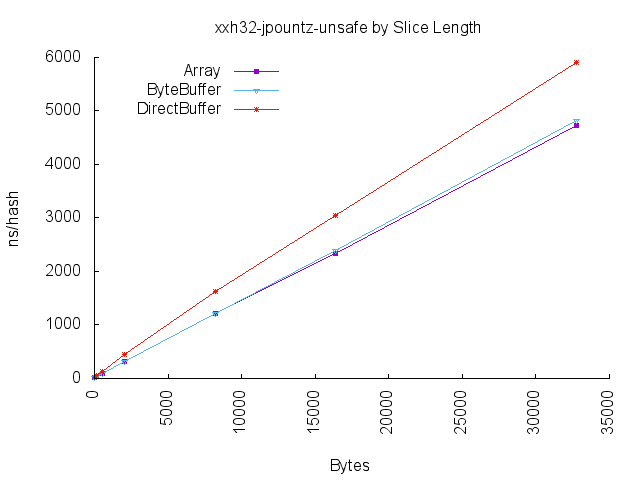 xxh32-jpountz-unsafe by Slice Length
6000
5000
4000
3000
2000
1000
0
ns/hash
Array
ByteBuffer
DirectBuffer
0
5000
10000
15000
20000
25000
30000
35000
Bytes